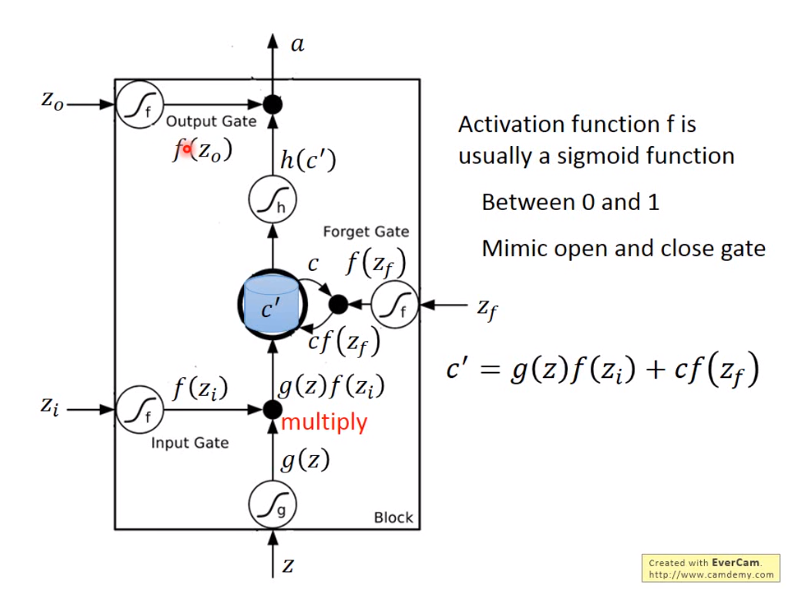 a
z_o
f
Output Gate
f(z_o)
h(c′)
h
Forget Gate
c
f(z_f)
c′
f
z_f
cf(z_f)
z_i
f
f(z_i)
g(z)f(z_i)
multiply
Input Gate
g(z)
g
Block
z
Activation function f is
usually a sigmoid function
Between 0 and 1
Mimic open and close gate
c′ = g(z)f(z_i) + cf(z_f)
Created with EverCam.
http://www.camdemy.com